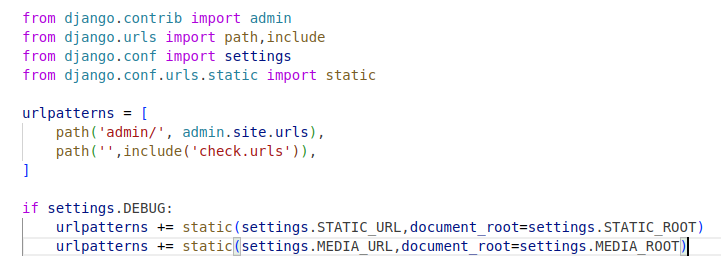 from django.contrib import admin
from django.urls import path,include
from django.conf import settings
from django.conf.urls.static import static

urlpatterns = [
    path('admin/', admin.site.urls),
    path('',include('check.urls')),
]

if settings.DEBUG:
    urlpatterns += static(settings.STATIC_URL,document_root=settings.STATIC_ROOT)
    urlpatterns += static(settings.MEDIA_URL,document_root=settings.MEDIA_ROOT)